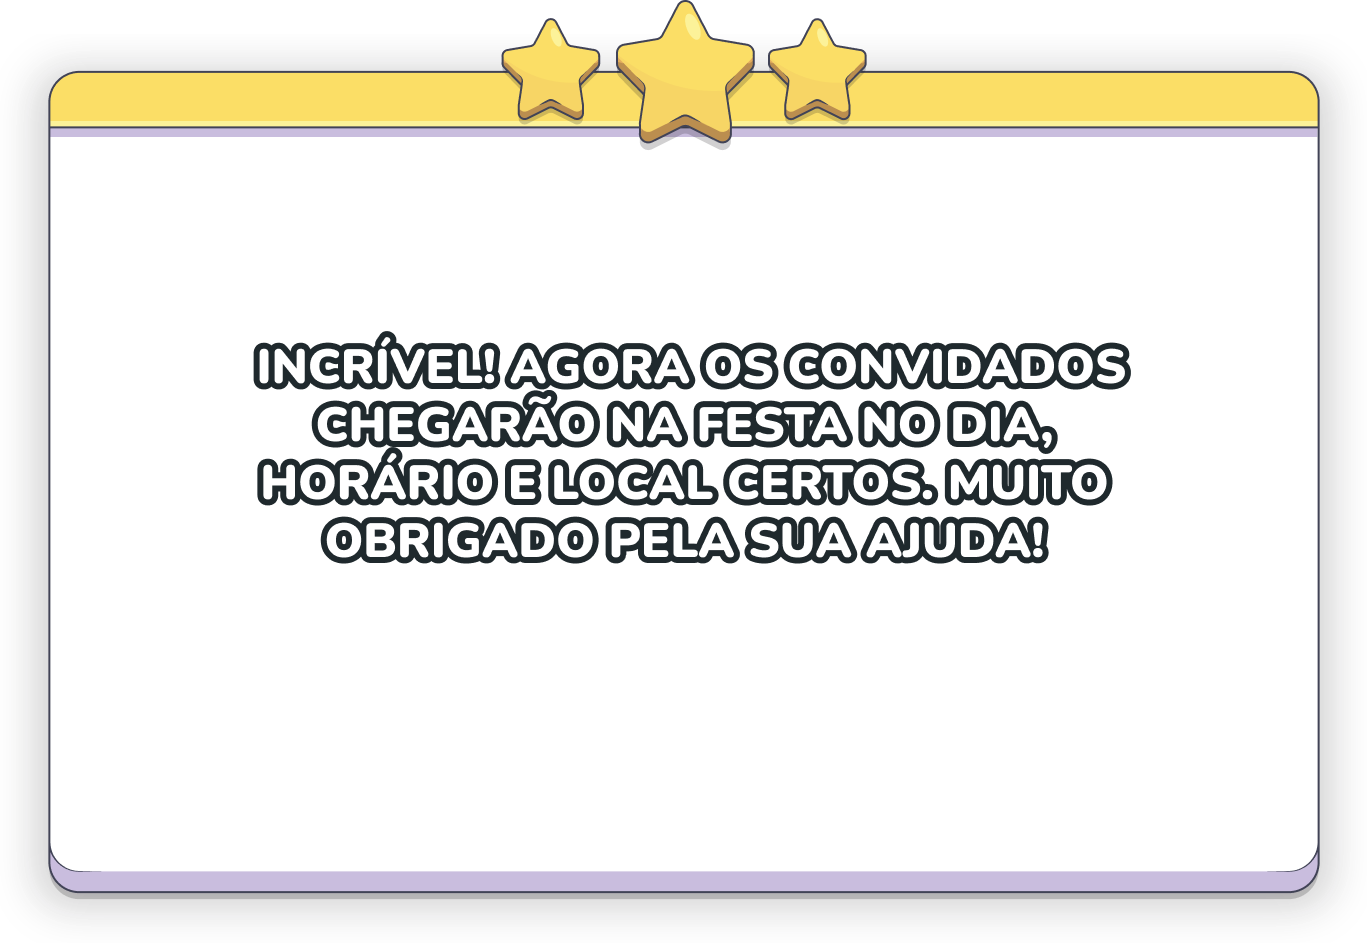 INCRÍVEL! AGORA OS CONVIDADOS
CHEGARÃO NA FESTA NO DIA,
HORÁRIO E LOCAL CERTOS. MUITO
OBRIGADO PELA SUA AJUDA!